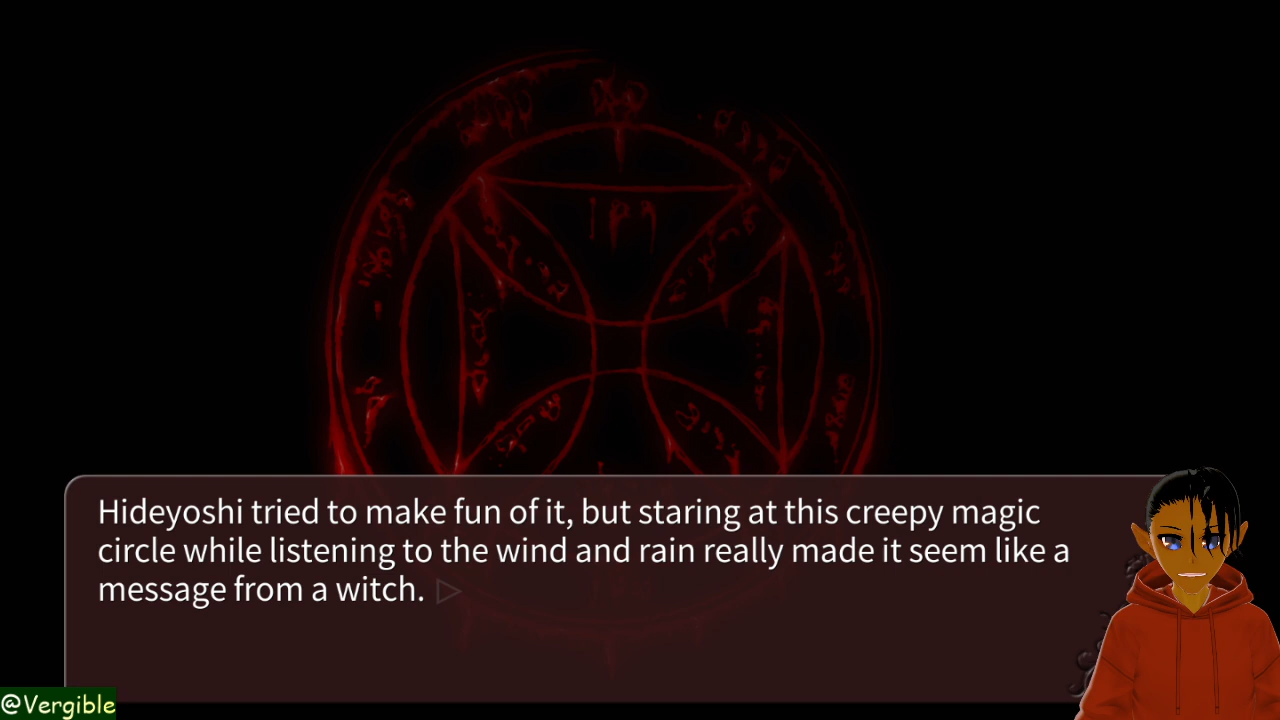 Hideyoshi tried to make fun of it, but staring at this creepy magic
circle while listening to the wind and rain really made it seem like a
message from a witch.
@Vergible